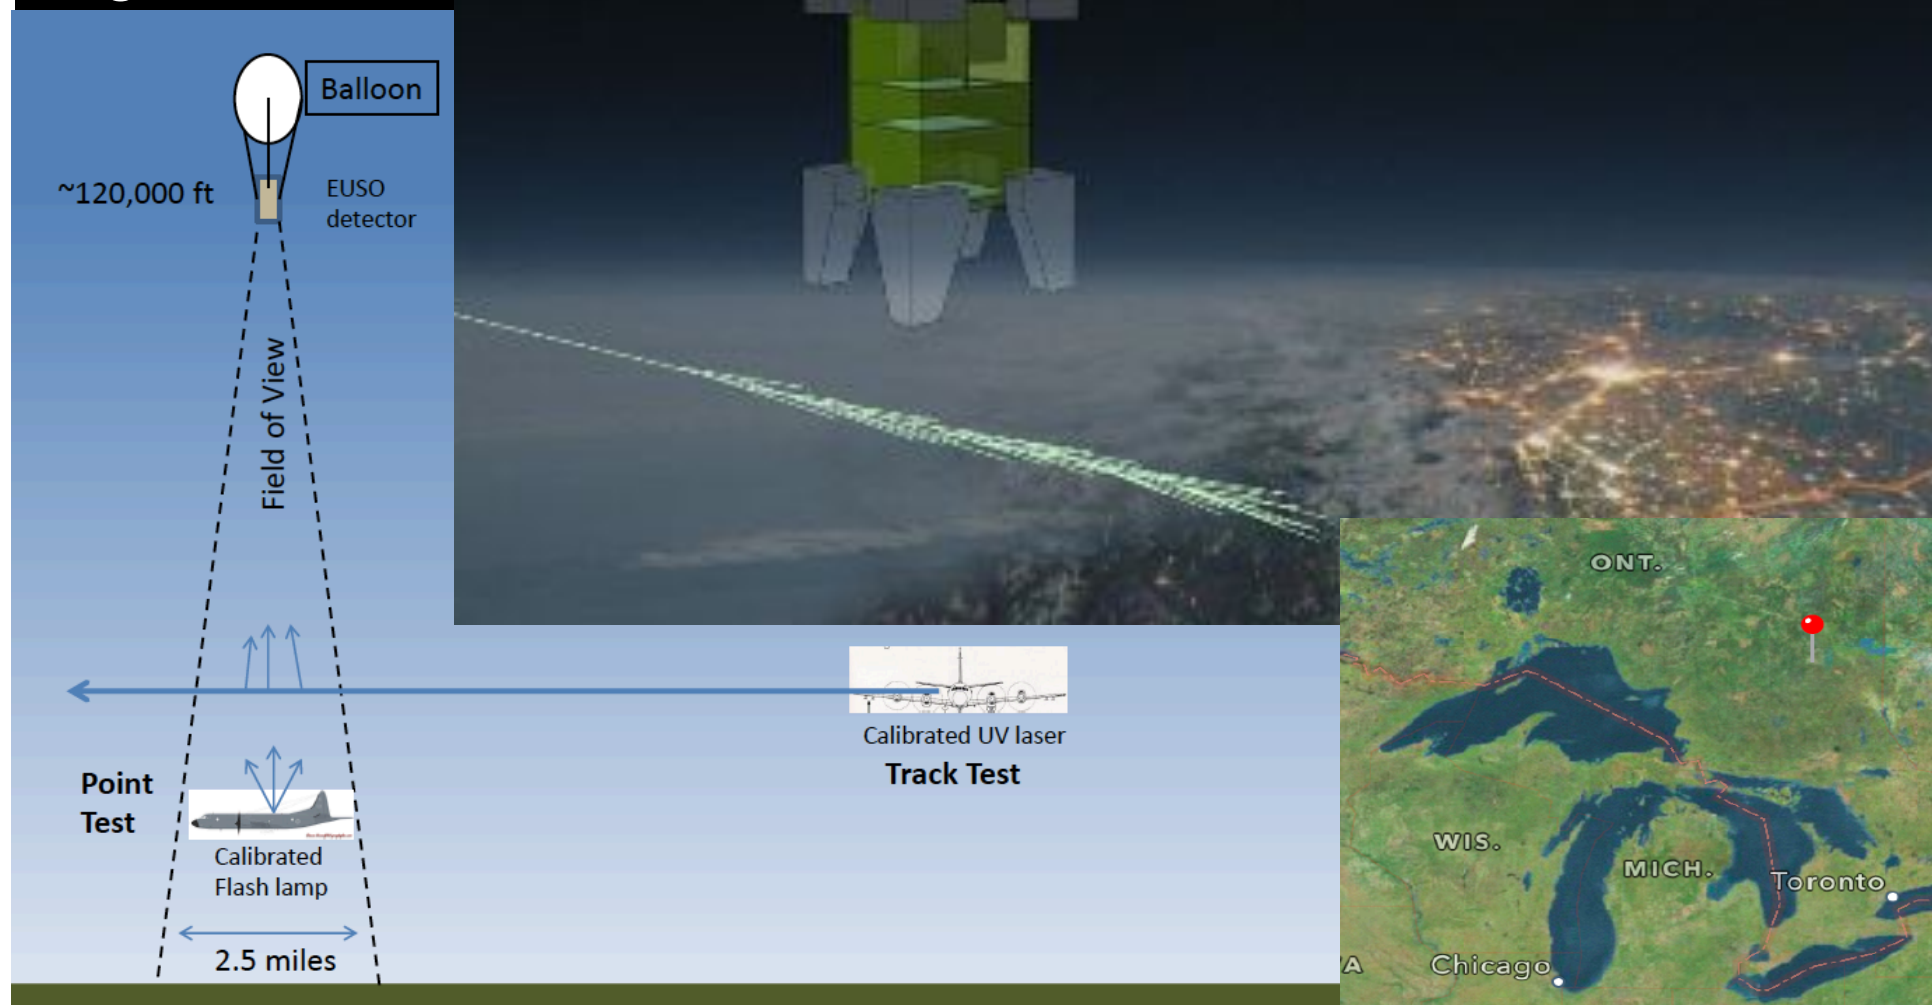 Balloon
~120,000 ft
EUSO
detector
Field of View
Calibrated UV laser
Track Test
Point
Test
Calibrated
Flash lamp
2.5 miles
ONT.
WIS.
MICH.
Toronto
Chicago